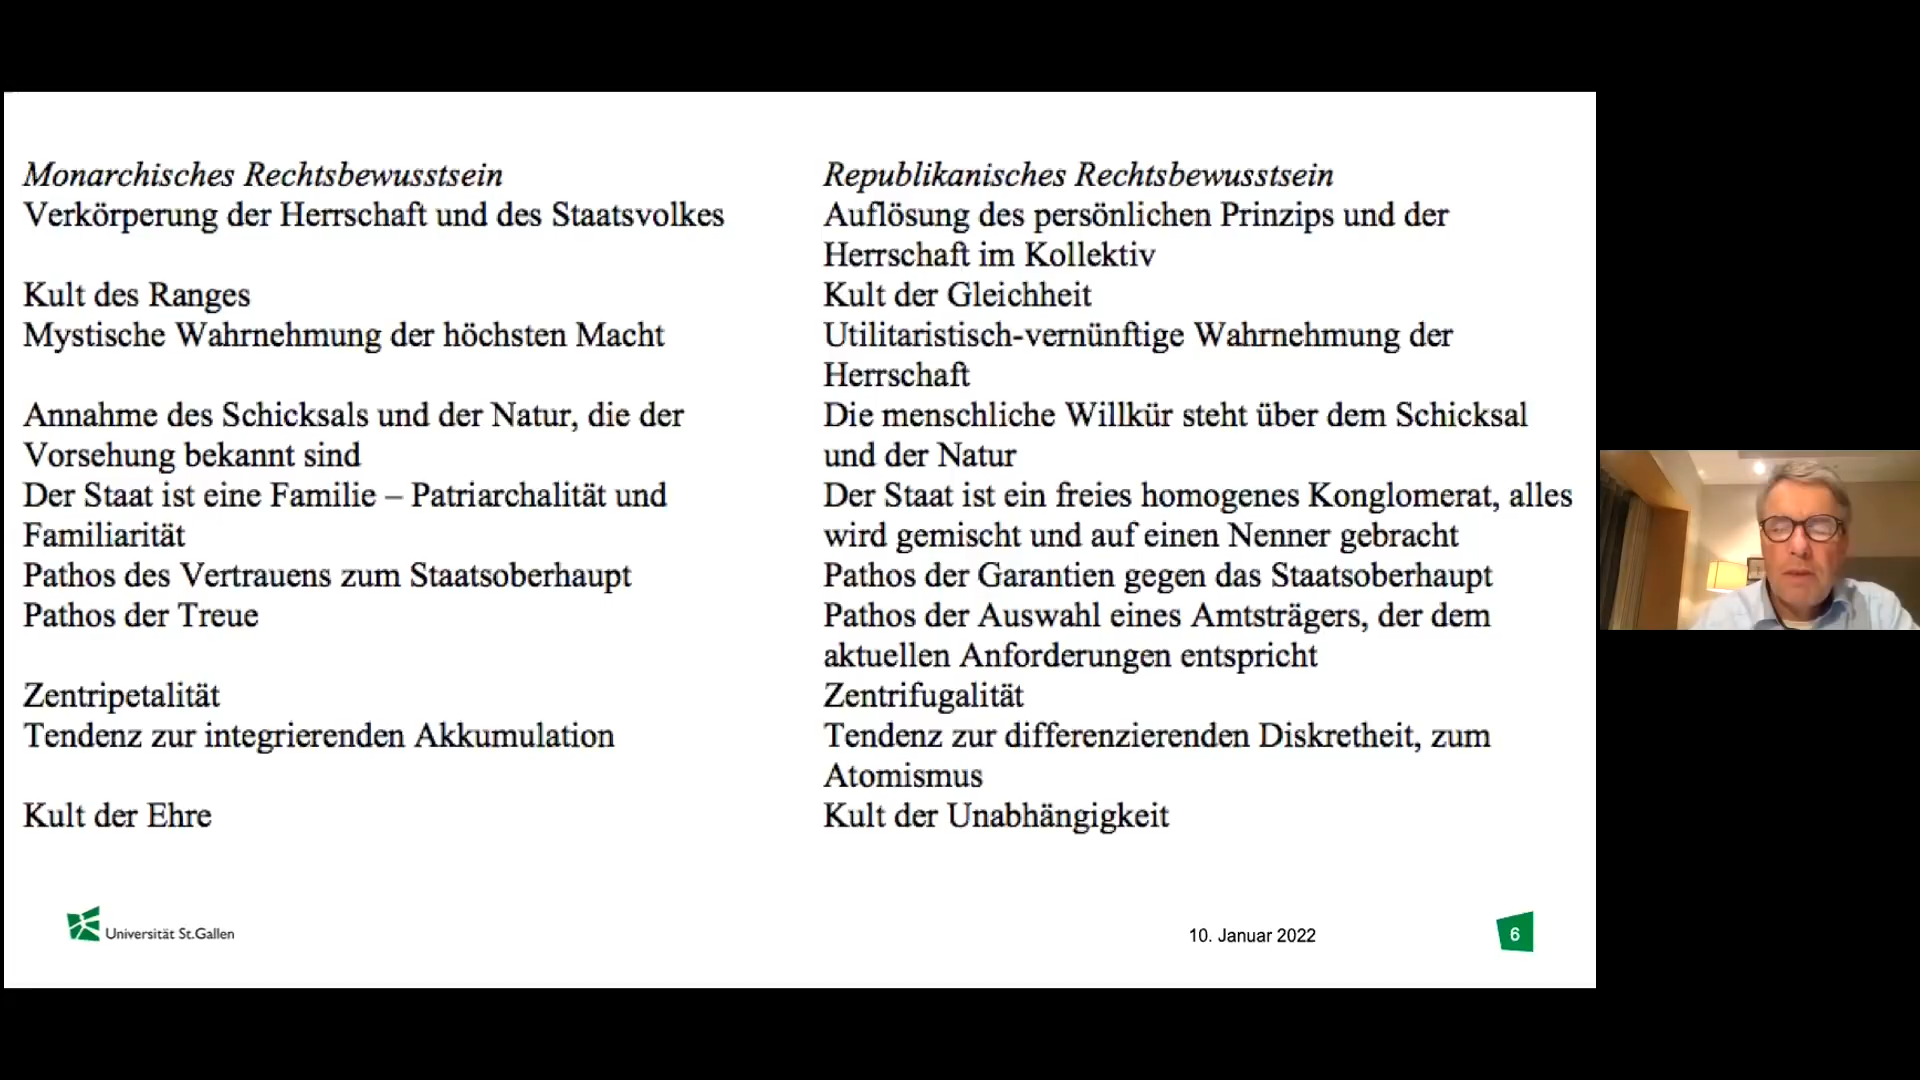 Monarchisches Rechtsbewusstsein
Verkörperung der Herrschaft und des Staatsvolkes
Kult des Ranges
Mystische Wahrnehmung der höchsten Macht
Annahme des Schicksals und der Natur, die der
Vorsehung bekannt sind
Der Staat ist eine Familie – Patriarchalität und
Familiarität
Pathos des Vertrauens zum Staatsoberhaupt
Pathos der Treue
Zentripetalität
Tendenz zur integrierenden Akkumulation
Kult der Ehre
Republikanisches Rechtsbewusstsein
Auflösung des persönlichen Prinzips und der
Herrschaft im Kollektiv
Kult der Gleichheit
Utilitaristisch-vernünftige Wahrnehmung der
Herrschaft
Die menschliche Willkür steht über dem Schicksal
und der Natur
Der Staat ist ein freies homogenes Konglomerat, alles
wird gemischt und auf einen Nenner gebracht
Pathos der Garantien gegen das Staatsoberhaupt
Pathos der Auswahl eines Amtsträgers, der dem
aktuellen Anforderungen entspricht
Zentrifugalität
Tendenz zur differenzierenden Diskretheit, zum
Atomismus
Kult der Unabhängigkeit
Universität St.Gallen
10. Januar 2022
6